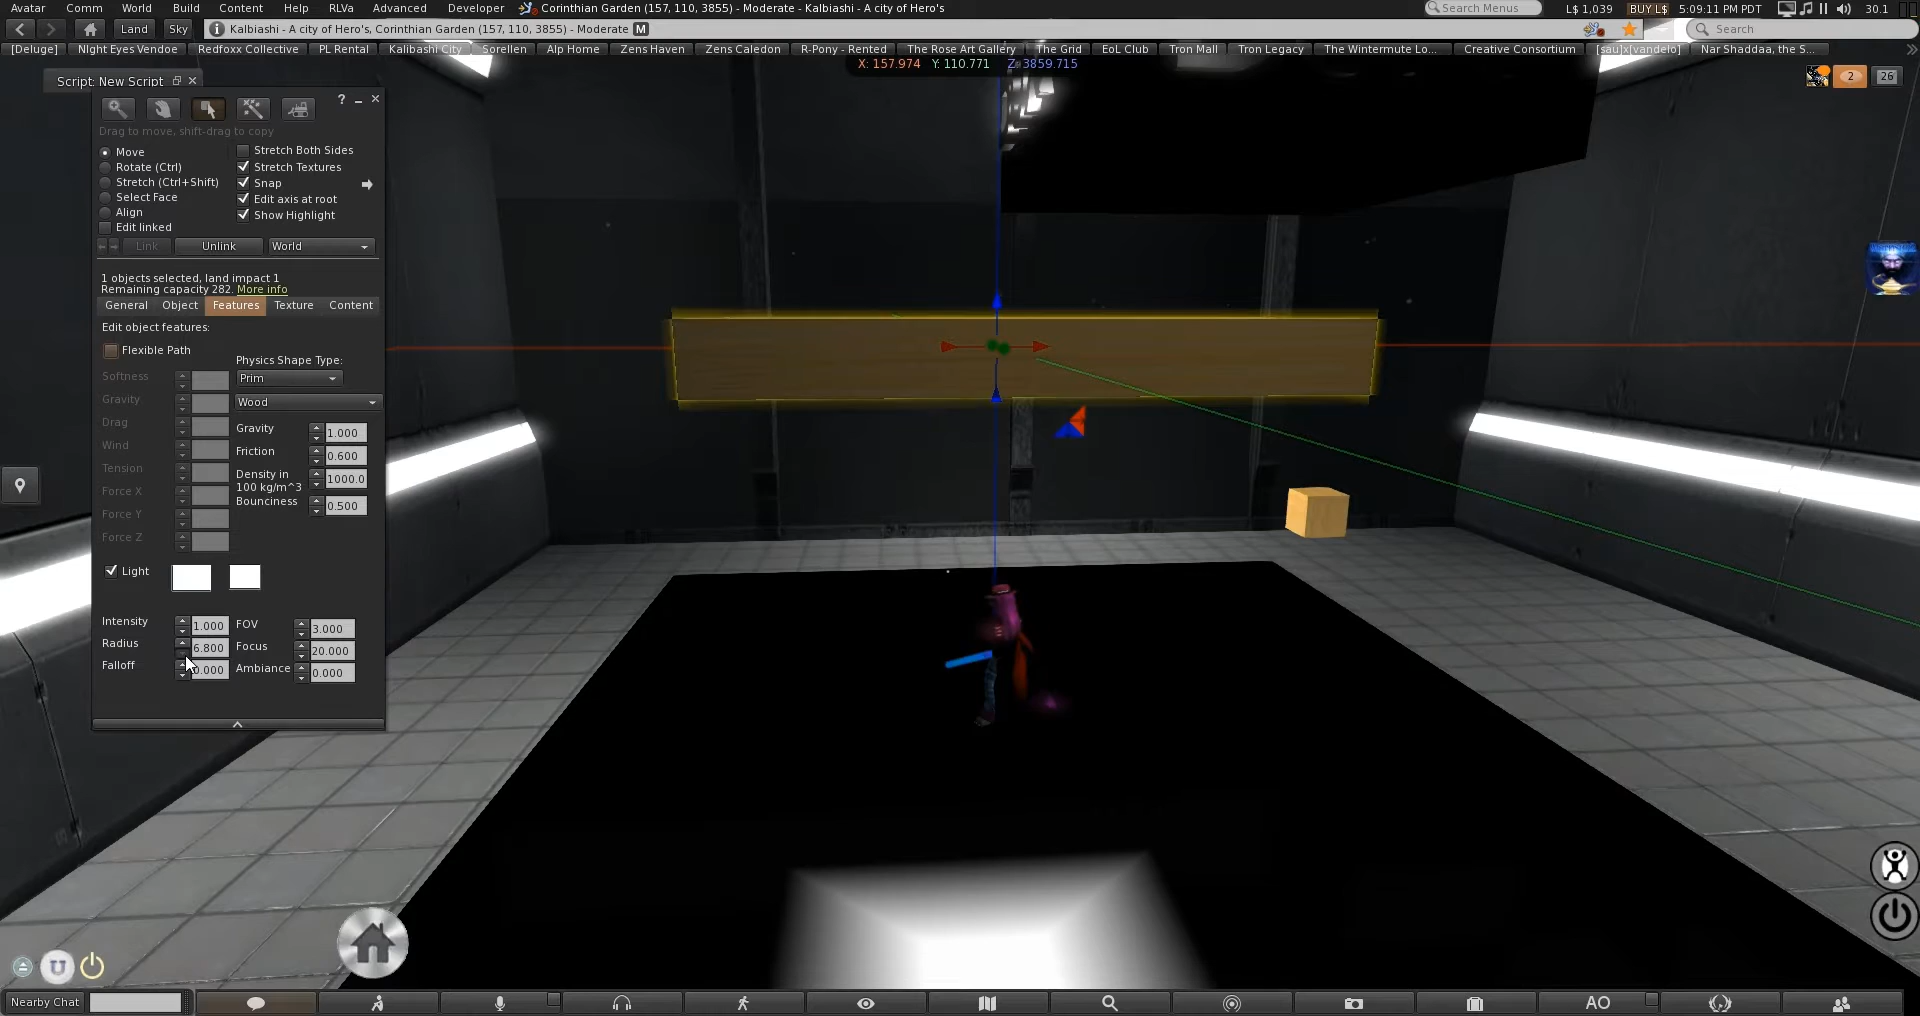 Avatar Comm World Build Content Help RLVa Advanced Developer Corinthian Garden (157, 110, 3855) - Moderate - Kalbiashi - A city of Hero's Search Menus L$ 1,039 BUY L$ 5:09:11 PM PDT 30.1
Land Sky Kalbiashi - A city of Hero's, Corinthian Garden (157, 110, 3855) - Moderate M Search
[Deluge] NIght Eyes Vendoe Redfoxx Collective PL Rental Kalibashi City Sorellen Alp Home Zens Haven Zens Caledon R-Pony - Rented The Rose Art Gallery The Grid EoL Club Tron Mall Tron Legacy The Wintermute Lo... Creative Consortium [sau]x[vandelo] Nar Shaddaa, the S...
X: 157.974 Y: 110.771 Z: 3859.715
Script: New Script
2 26
?
Drag to move, shift-drag to copy
Move Stretch Both Sides
Rotate (Ctrl) Stretch Textures
Stretch (Ctrl+Shift) Snap
Select Face Edit axis at root
Align Show Highlight
Edit linked
Link Unlink World
1 objects selected, land impact 1
Remaining capacity 282. More info
General Object Features Texture Content
Edit object features:
Flexible Path
Physics Shape Type:
Softness Prim
Gravity Wood
Drag Gravity 1.000
Wind Friction 0.600
Tension Density in 100 kg/m^3 1000.0
Force X Bounciness 0.500
Force Y
Force Z
Light
Intensity 1.000 FOV 3.000
Radius 6.800 Focus 20.000
Falloff 0.000 Ambiance 0.000
Nearby Chat AO